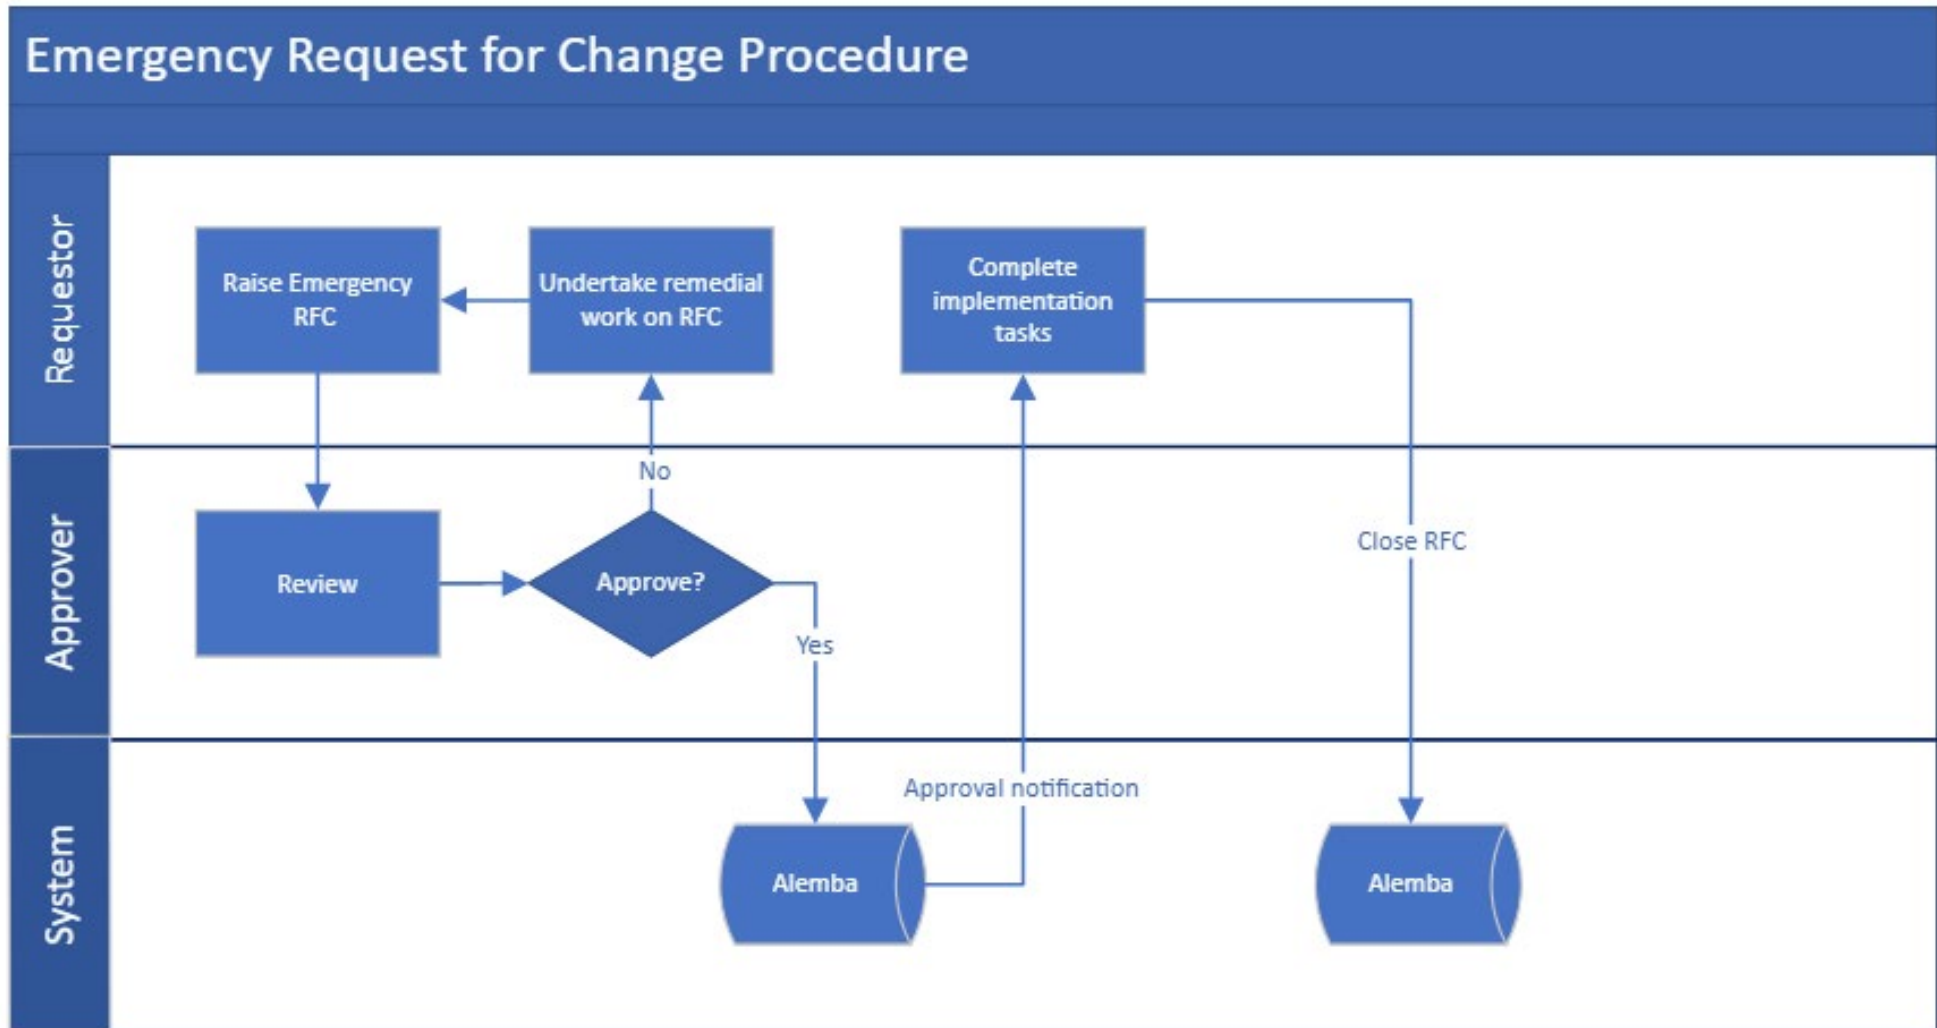 Emergency Request for Change Procedure
Requestor
Raise Emergency
RFC
Undertake remedial
work on RFC
Complete
implementation
tasks
Approver
No
Review
Approve?
Yes
Close RFC
System
Approval notification
Alemba
Alemba